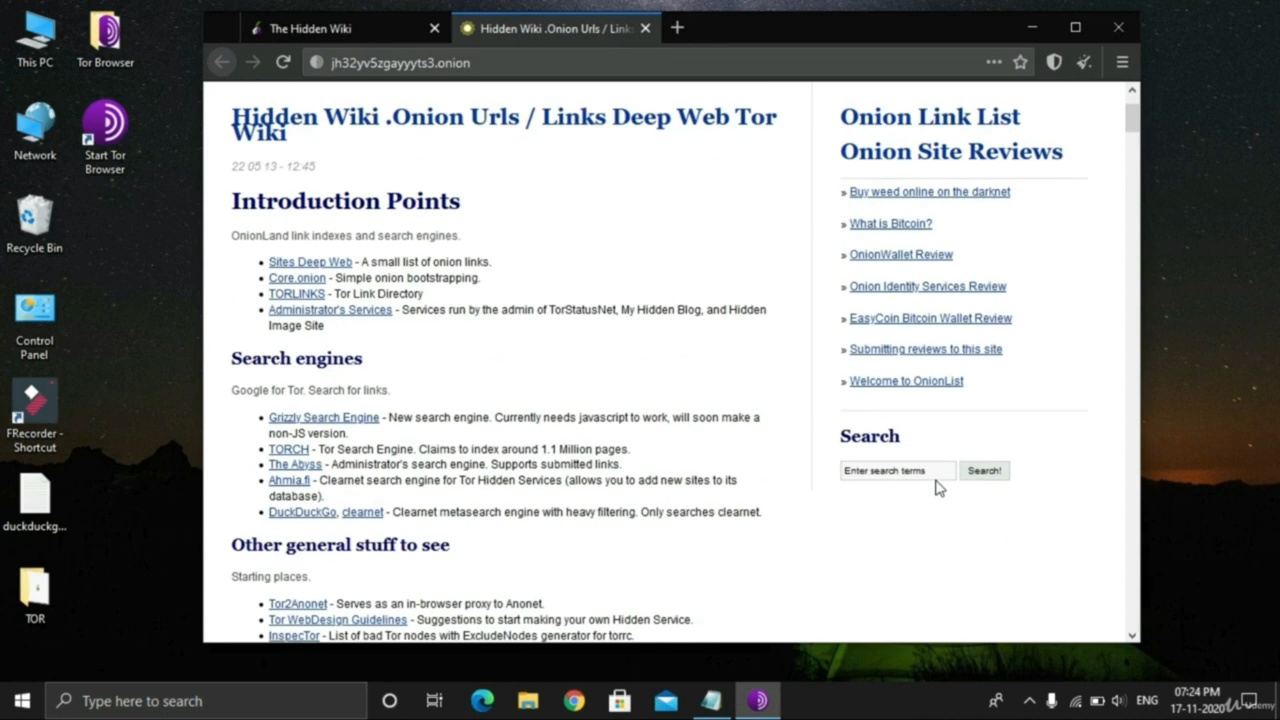 This PC
Tor Browser
Network
Start Tor
Browser
Recycle Bin
Control
Panel
FRecorder -
Shortcut
duckduckg...
TOR
The Hidden Wiki
Hidden Wiki .Onion Urls / Links
jh32yv5zgayyyts3.onion
Hidden Wiki .Onion Urls / Links Deep Web Tor
Wiki
22 05 13 - 12:45
Introduction Points
OnionLand link indexes and search engines.
Sites Deep Web - A small list of onion links.
Core.onion - Simple onion bootstrapping.
TORLINKS - Tor Link Directory
Administrator's Services - Services run by the admin of TorStatusNet, My Hidden Blog, and Hidden
Image Site
Search engines
Google for Tor. Search for links.
Grizzly Search Engine - New search engine. Currently needs javascript to work, will soon make a
non-JS version.
TORCH - Tor Search Engine. Claims to index around 1.1 Million pages.
The Abyss - Administrator's search engine. Supports submitted links.
Ahmia.fi - Clearnet search engine for Tor Hidden Services (allows you to add new sites to its
database).
DuckDuckGo, clearnet - Clearnet metasearch engine with heavy filtering. Only searches clearnet.
Other general stuff to see
Starting places.
Tor2Anonet - Serves as an in-browser proxy to Anonet.
Tor WebDesign Guidelines - Suggestions to start making your own Hidden Service.
InspecTor - List of bad Tor nodes with ExcludeNodes generator for torrc.
Onion Link List
Onion Site Reviews
» Buy weed online on the darknet
» What is Bitcoin?
» OnionWallet Review
» Onion Identity Services Review
» EasyCoin Bitcoin Wallet Review
» Submitting reviews to this site
» Welcome to OnionList
Search
Enter search terms Search!
Type here to search
ENG
07:24 PM
17-11-2020
Udemy